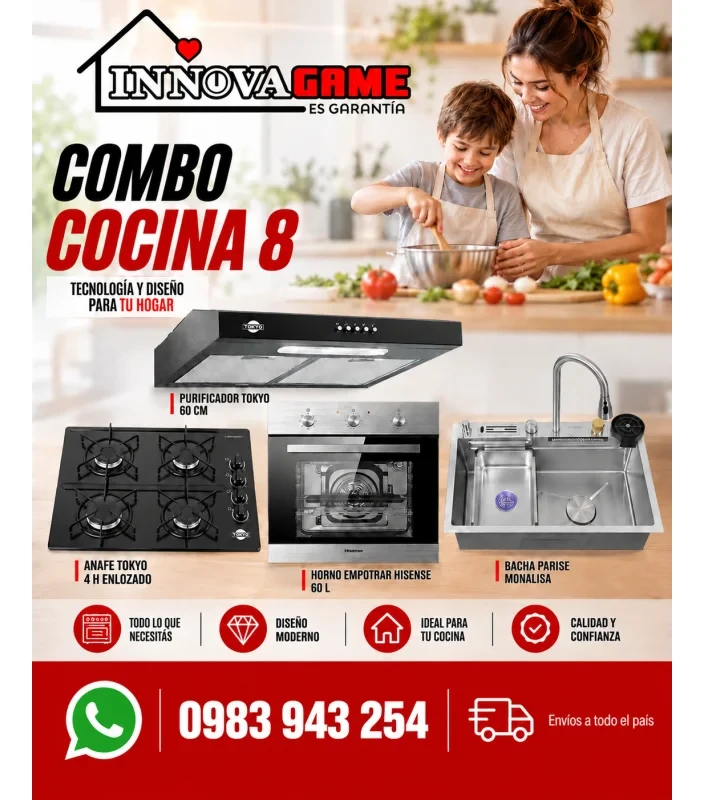 INNOVAGAME
ES GARANTÍA
COMBO
COCINA 8
TECNOLOGÍA Y DISEÑO
PARA TU HOGAR
TOKYO
PURIFICADOR TOKYO
60 CM
TOKYO
Hisense
ANAFE TOKYO
4 H ENLOZADO
HORNO EMPOTRAR HISENSE
60 L
BACHA PARISE
MONALISA
TODO LO QUE
NECESITÁS
DISEÑO
MODERNO
IDEAL PARA
TU COCINA
CALIDAD Y
CONFIANZA
0983 943 254
Envíos a todo el país